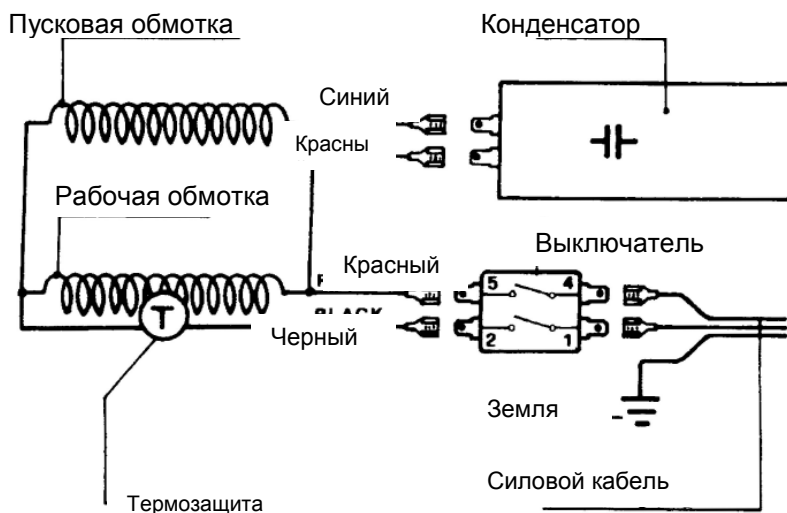 Пусковая обмотка
Конденсатор
Синий
Красны
Рабочая обмотка
Выключатель
Красный
5 4
BLACK
T
Черный
2 1
Земля
Силовой кабель
Термозащита